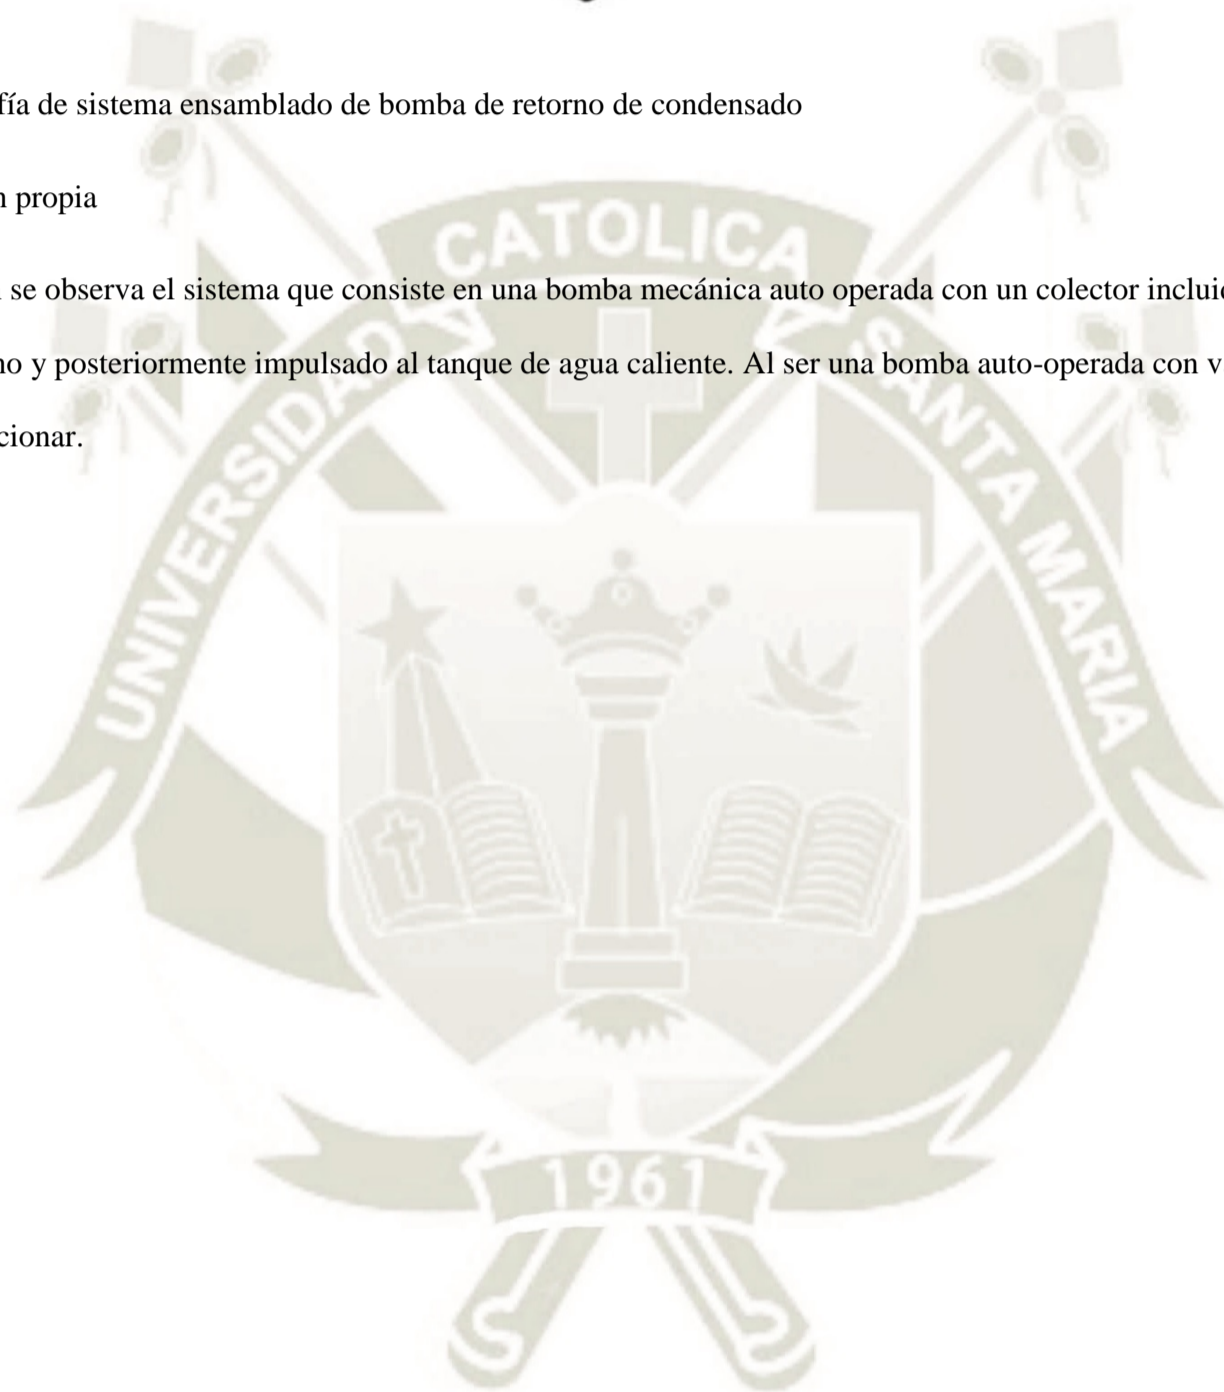 fía de sistema ensamblado de bomba de retorno de condensado
n propia
se observa el sistema que consiste en una bomba mecánica auto operada con un colector inclui
no y posteriormente impulsado al tanque de agua caliente. Al ser una bomba auto-operada con v
cionar.
UNIVERSIDAD CATOLICA SANTA MARIA
1961